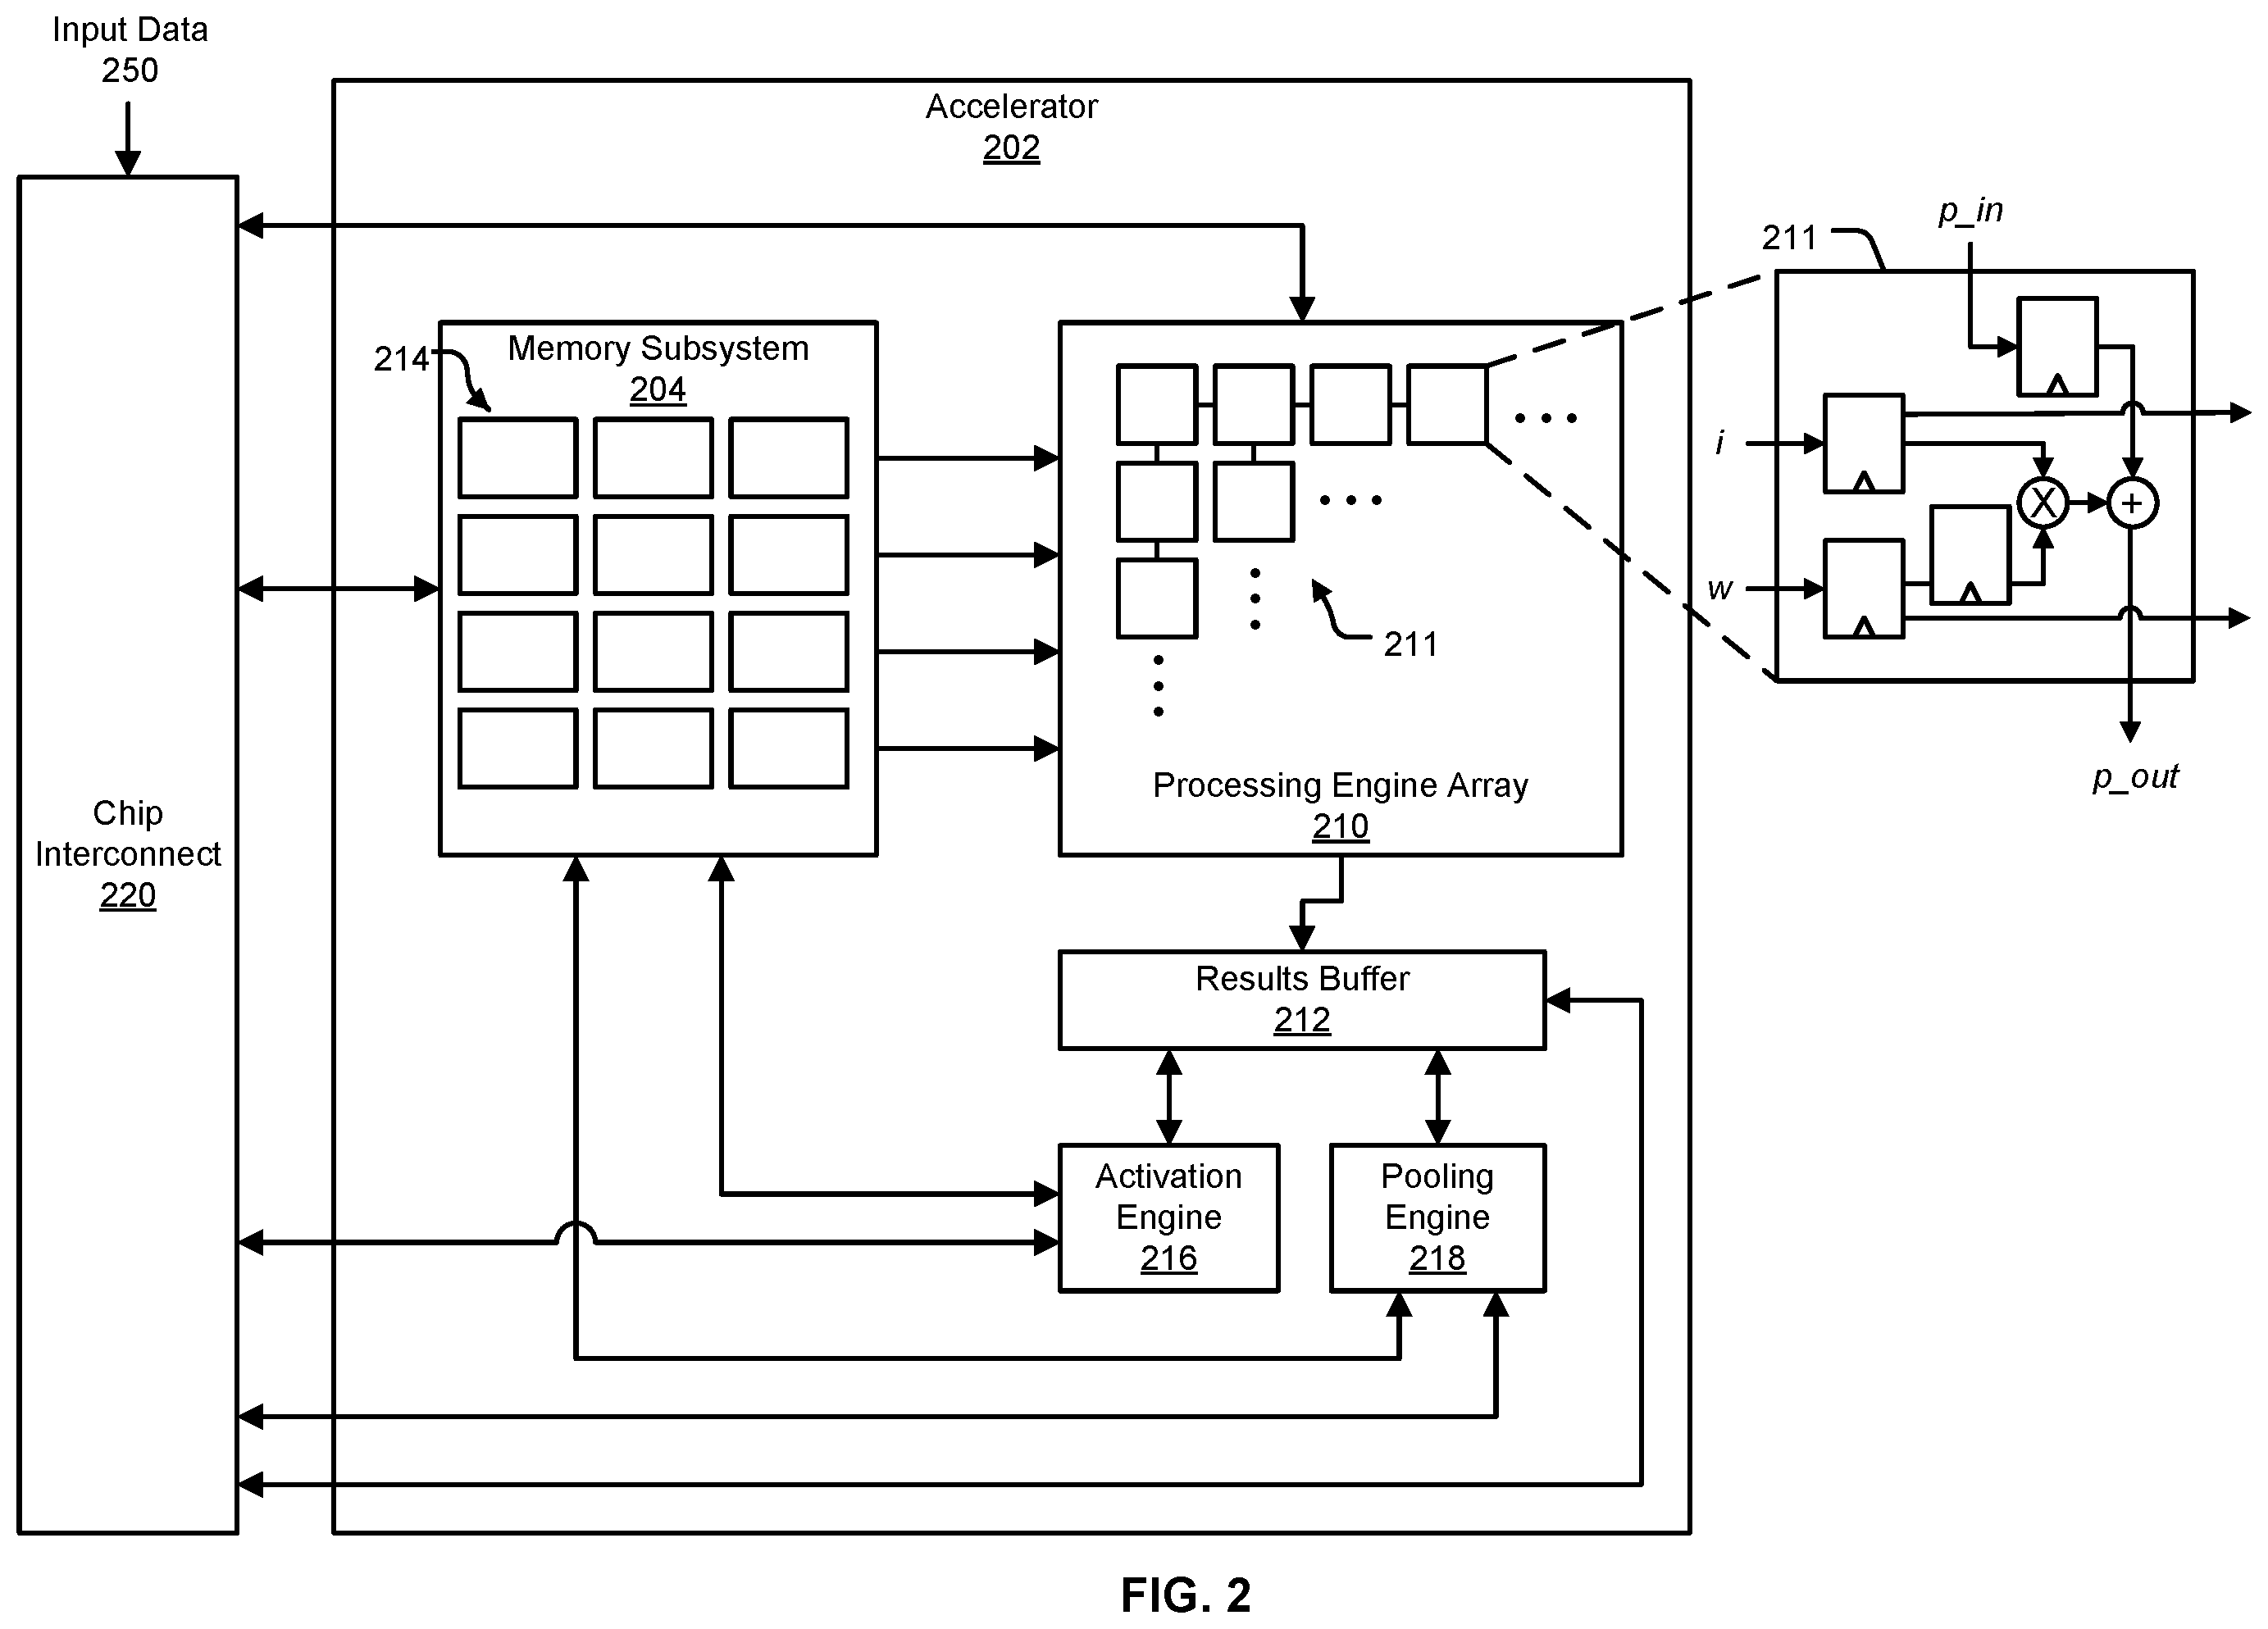 Input Data
250
Accelerator
202
p_in
211
Memory Subsystem
204
214
i
X
+
w
211
Processing Engine Array
210
p_out
Chip
Interconnect
220
Results Buffer
212
Activation
Engine
216
Pooling
Engine
218
FIG. 2